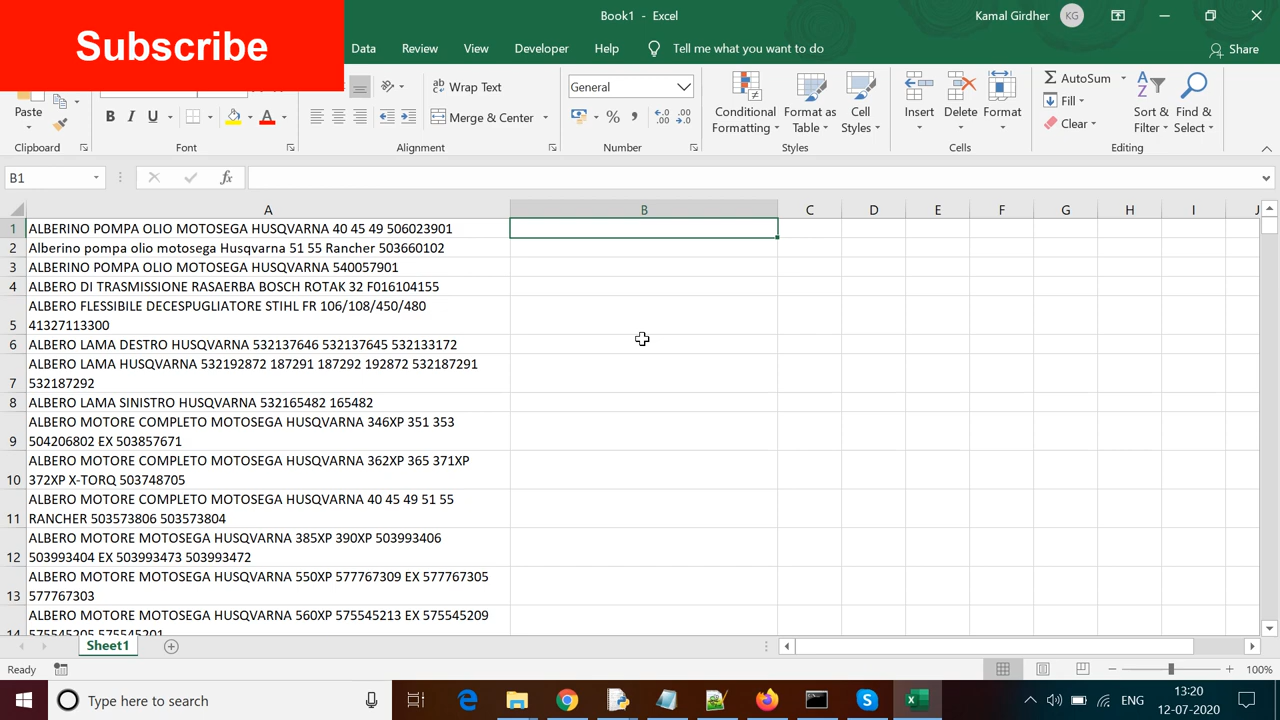 Subscribe
Book1 - Excel
Kamal Girdher
KG
Data Review View Developer Help Tell me what you want to do
Share
Paste
B I U
Wrap Text
Merge & Center
General
% ,
Conditional Formatting
Format as Table
Cell Styles
Insert
Delete
Format
AutoSum
Fill
Clear
Sort & Filter
Find & Select
Clipboard Font Alignment Number Styles Cells Editing
B1
fx
A B C D E F G H I J
1 ALBERINO POMPA OLIO MOTOSEGA HUSQVARNA 40 45 49 506023901
2 Alberino pompa olio motosega Husqvarna 51 55 Rancher 503660102
3 ALBERINO POMPA OLIO MOTOSEGA HUSQVARNA 540057901
4 ALBERO DI TRASMISSIONE RASAERBA BOSCH ROTAK 32 F016104155
ALBERO FLESSIBILE DECESPUGLIATORE STIHL FR 106/108/450/480
5 41327113300
6 ALBERO LAMA DESTRO HUSQVARNA 532137646 532137645 532133172
ALBERO LAMA HUSQVARNA 532192872 187291 187292 192872 532187291
7 532187292
8 ALBERO LAMA SINISTRO HUSQVARNA 532165482 165482
ALBERO MOTORE COMPLETO MOTOSEGA HUSQVARNA 346XP 351 353
9 504206802 EX 503857671
ALBERO MOTORE COMPLETO MOTOSEGA HUSQVARNA 362XP 365 371XP
10 372XP X-TORQ 503748705
ALBERO MOTORE COMPLETO MOTOSEGA HUSQVARNA 40 45 49 51 55
11 RANCHER 503573806 503573804
ALBERO MOTORE MOTOSEGA HUSQVARNA 385XP 390XP 503993406
12 503993404 EX 503993473 503993472
ALBERO MOTORE MOTOSEGA HUSQVARNA 550XP 577767309 EX 577767305
13 577767303
ALBERO MOTORE MOTOSEGA HUSQVARNA 560XP 575545213 EX 575545209
14 575545205 575545201
Sheet1
Ready
100%
Type here to search
ENG
13:20
12-07-2020